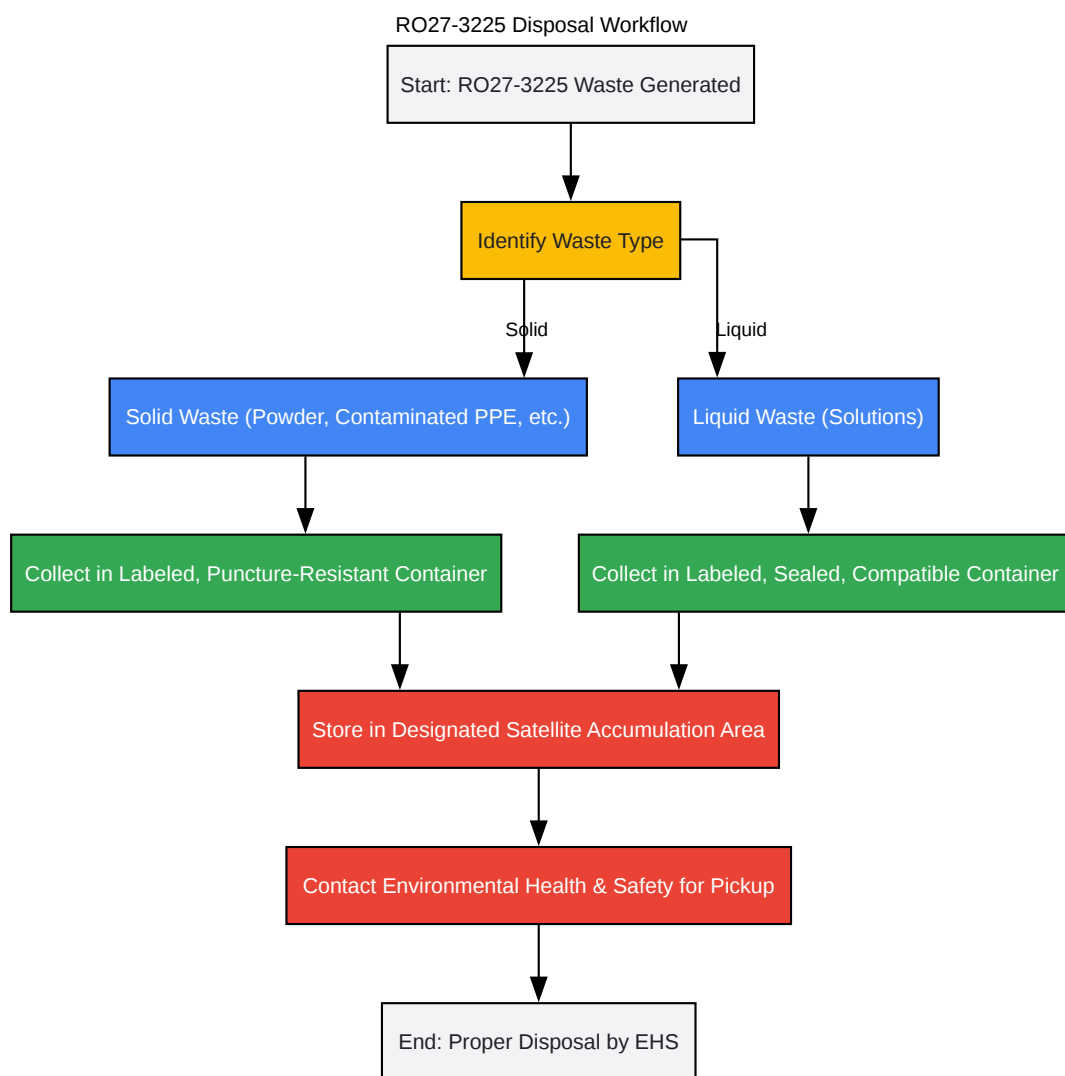 RO27-3225 Disposal Workflow
Start: RO27-3225 Waste Generated
Identify Waste Type
Solid
Liquid
Solid Waste (Powder, Contaminated PPE, etc.)
Liquid Waste (Solutions)
Collect in Labeled, Puncture-Resistant Container
Collect in Labeled, Sealed, Compatible Container
Store in Designated Satellite Accumulation Area
Contact Environmental Health & Safety for Pickup
End: Proper Disposal by EHS